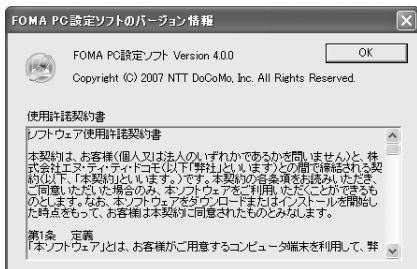 FOMA PC設定ソフトのバージョン情報
FOMA PC設定ソフト Version 4.0.0
OK
Copyright (C) 2007 NTT DoCoMo, Inc. All Rights Reserved.
使用許諾契約書
ソフトウェア使用許諾契約書
本契約は、お客様(個人又は法人のいずれかであるかを問いません)と、株
式会社エヌ・ティ・ティ・ドコモ(以下「弊社」といいます)との間で締結される契
約(以下、「本契約」といいます。)です。本契約の各条項をお読みいただき、
ご同意いただいた場合のみ、本ソフトウェアをご利用いただくことができるも
のとします。なお、本ソフトウェアをダウンロードまたはインストールを開始し
た時点をもって、お客様は本契約に同意されたものとみなします。
第1条　定義
「本ソフトウェア」とは、お客様がご用意するコンピュータ端末を利用して、弊